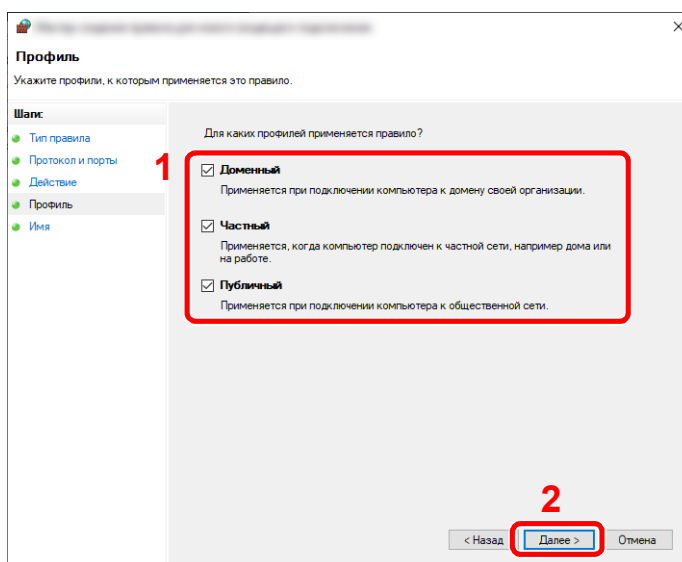 Профиль
Укажите профили, к которым применяется это правило.
Шаги:
Тип правила
Протокол и порты
Действие
Профиль
Имя
Для каких профилей применяется правило?
1
Доменный
Применяется при подключении компьютера к домену своей организации.
Частный
Применяется, когда компьютер подключен к частной сети, например дома или
на работе.
Публичный
Применяется при подключении компьютера к общественной сети.
2
< Назад
Далее >
Отмена